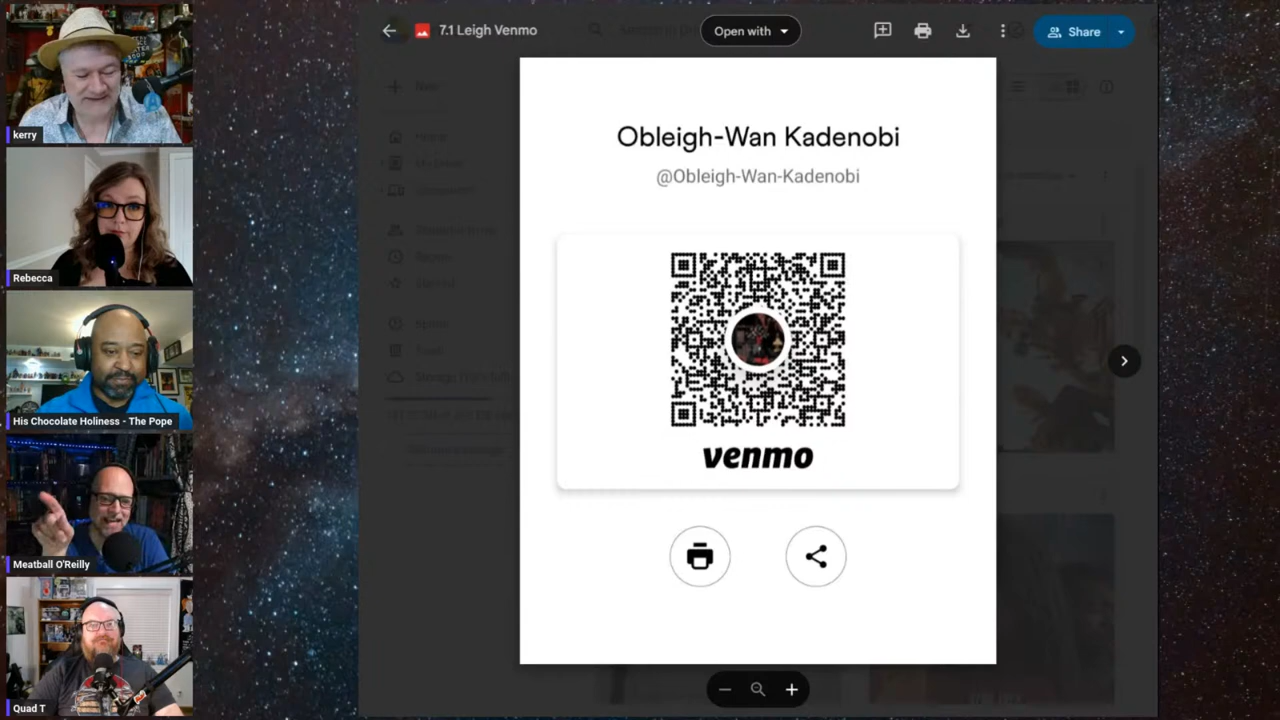 7.1 Leigh Venmo
Open with
Share
Obleigh-Wan Kadenobi
@Obleigh-Wan-Kadenobi
venmo
kerry
Rebecca
His Chocolate Holiness - The Pope
Meatball O'Reilly
Quad T